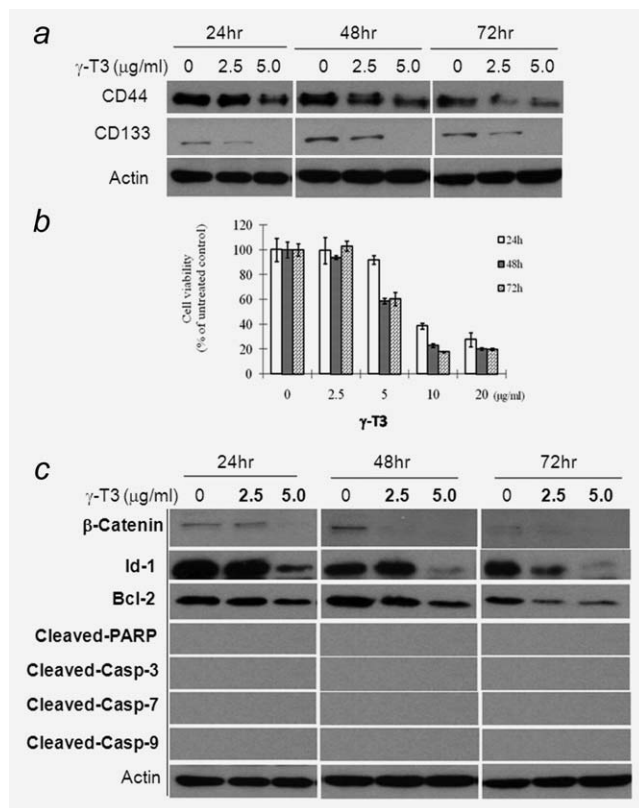 a
24hr 48hr 72hr
γ-T3 (μg/ml) 0 2.5 5.0 0 2.5 5.0 0 2.5 5.0
CD44
CD133
Actin
b
Cell viability
(% of untreated control)
120
100
80
60
40
20
0
24h
48h
72h
0 2.5 5 10 20 (μg/ml)
γ-T3
c
24hr 48hr 72hr
γ-T3 (μg/ml) 0 2.5 5.0 0 2.5 5.0 0 2.5 5.0
β-Catenin
Id-1
Bcl-2
Cleaved-PARP
Cleaved-Casp-3
Cleaved-Casp-7
Cleaved-Casp-9
Actin